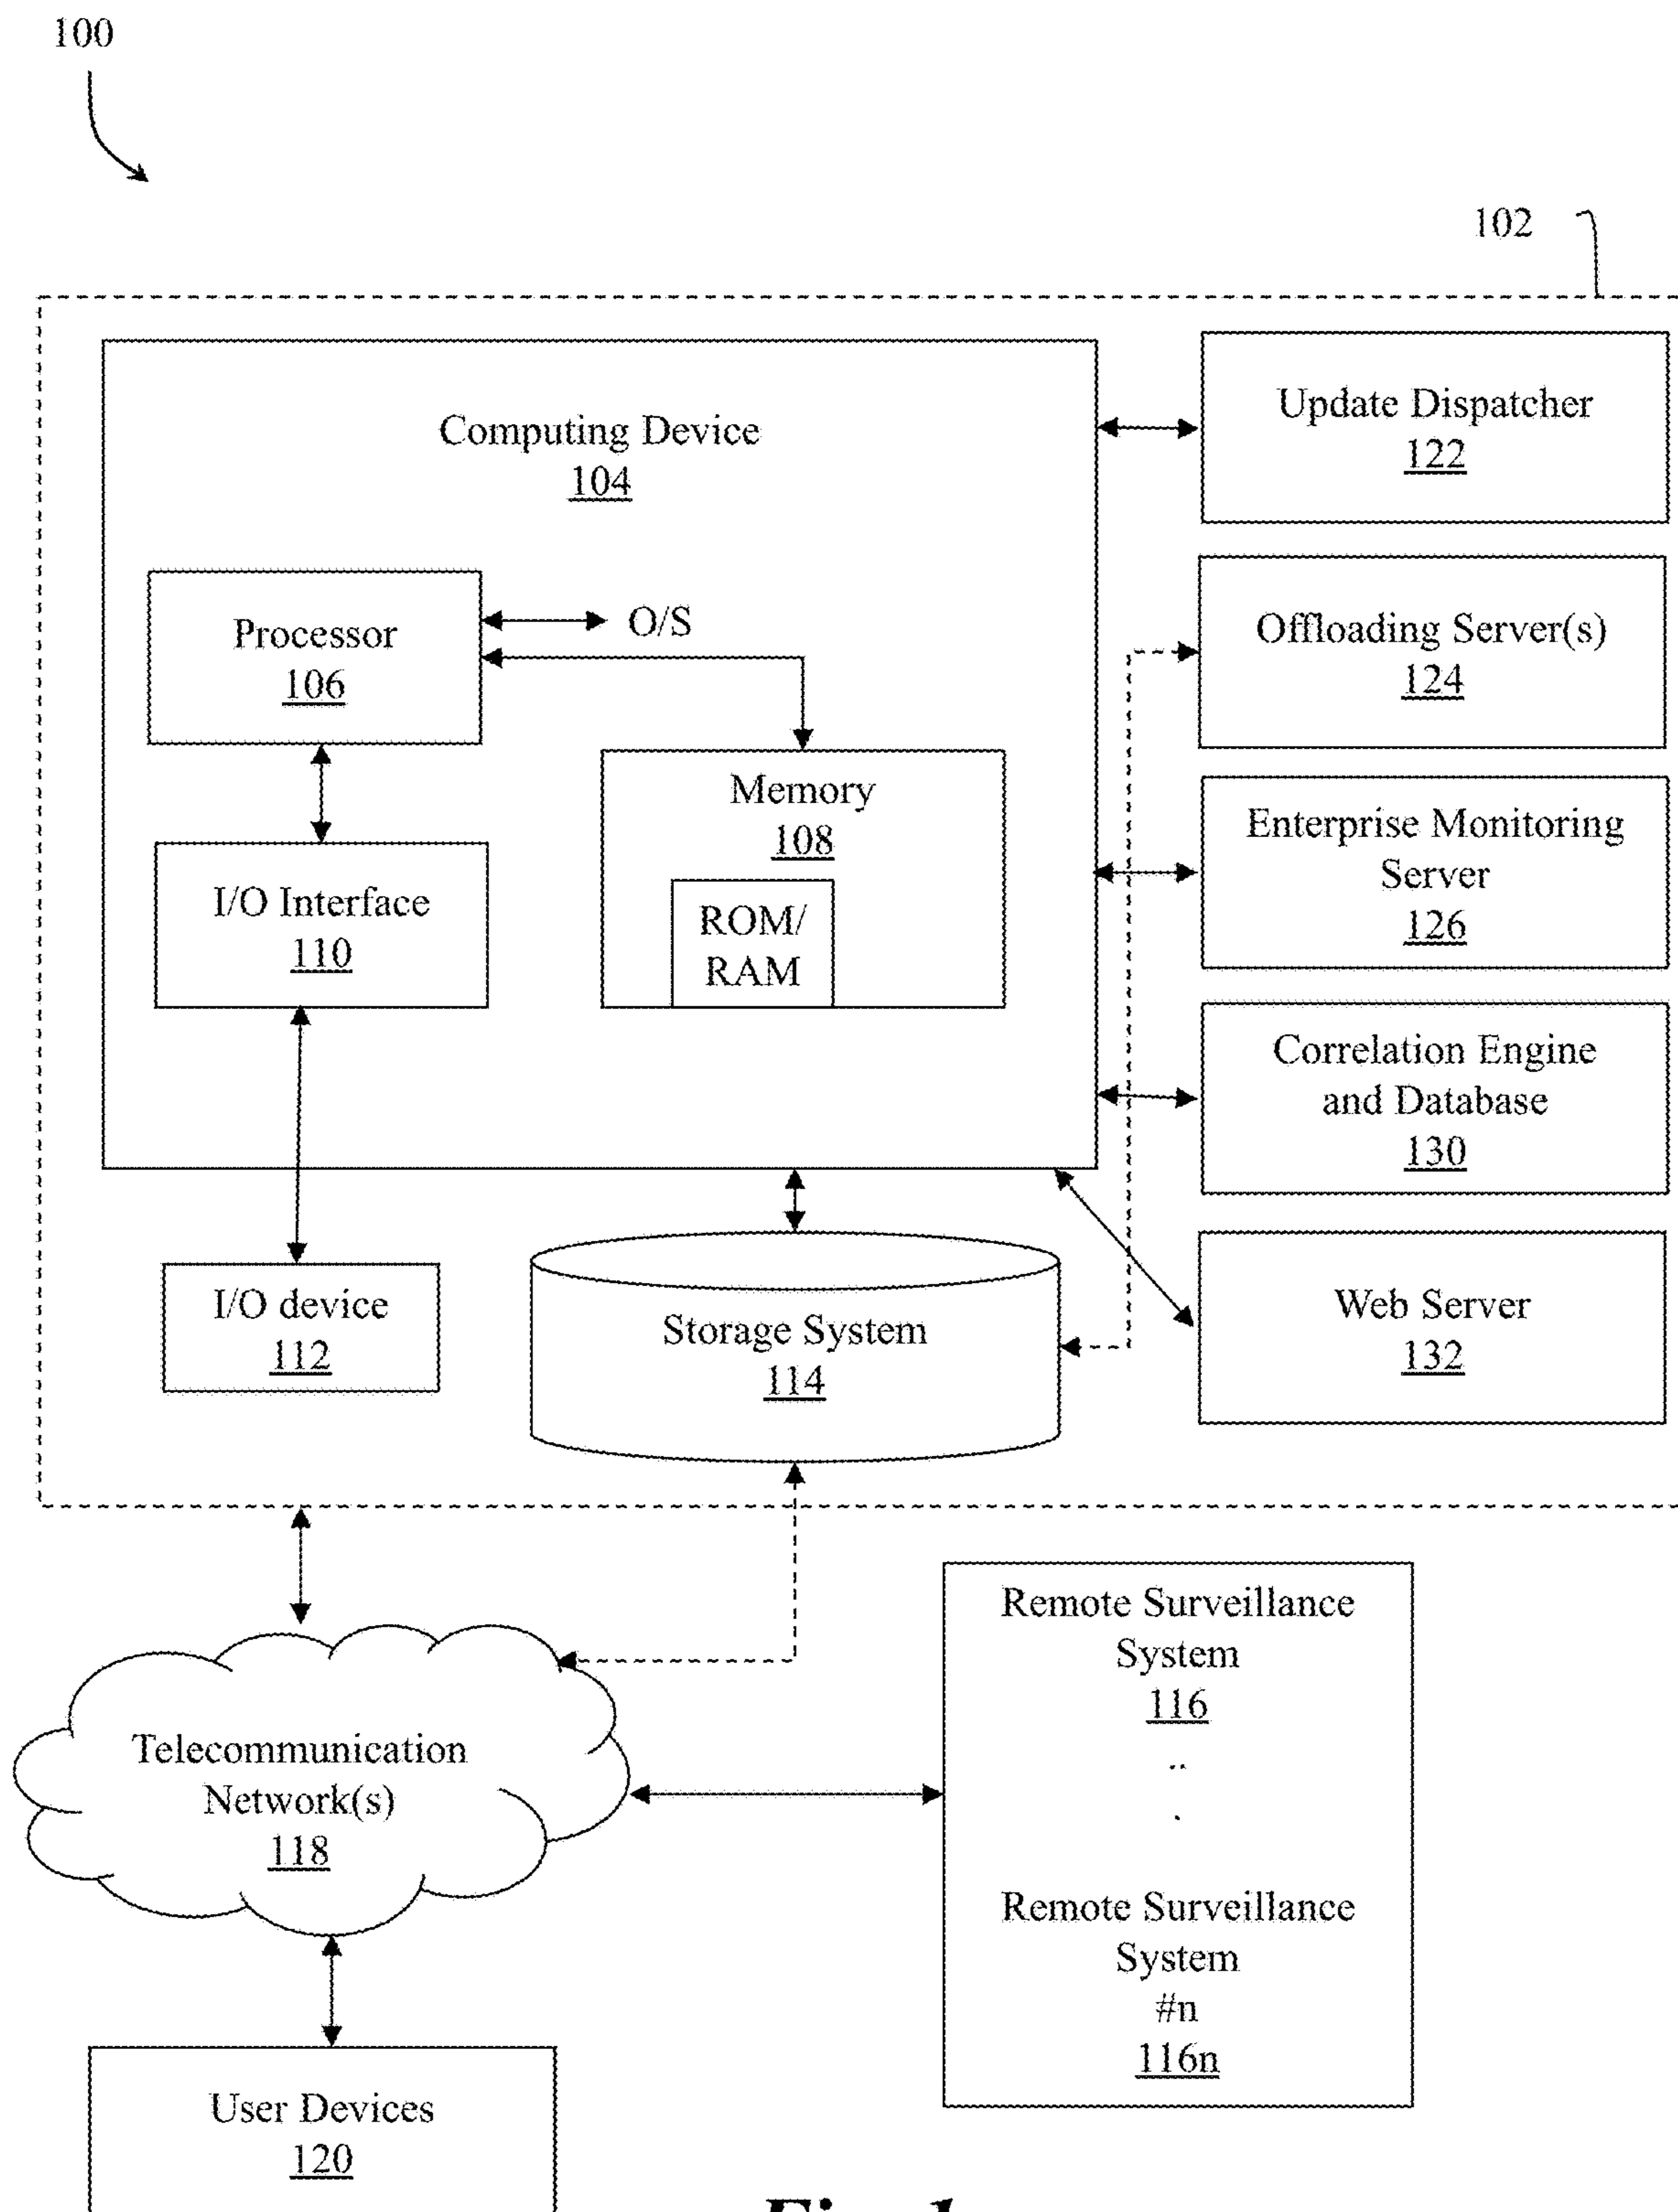 100
102
Computing Device
104
Update Dispatcher
122
Processor
106
O/S
Offloading Server(s)
124
Memory
108
ROM/
RAM
Enterprise Monitoring
Server
126
I/O Interface
110
Correlation Engine
and Database
130
I/O device
112
Storage System
114
Web Server
132
Telecommunication
Network(s)
118
Remote Surveillance
System
116
Remote Surveillance
System
#n
116n
User Devices
120